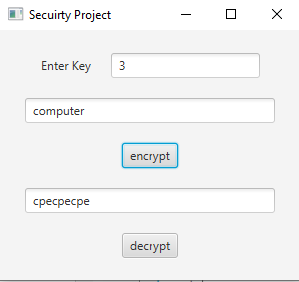 Secuirty Project
Enter Key 3
computer
encrypt
cpecpecpe
decrypt